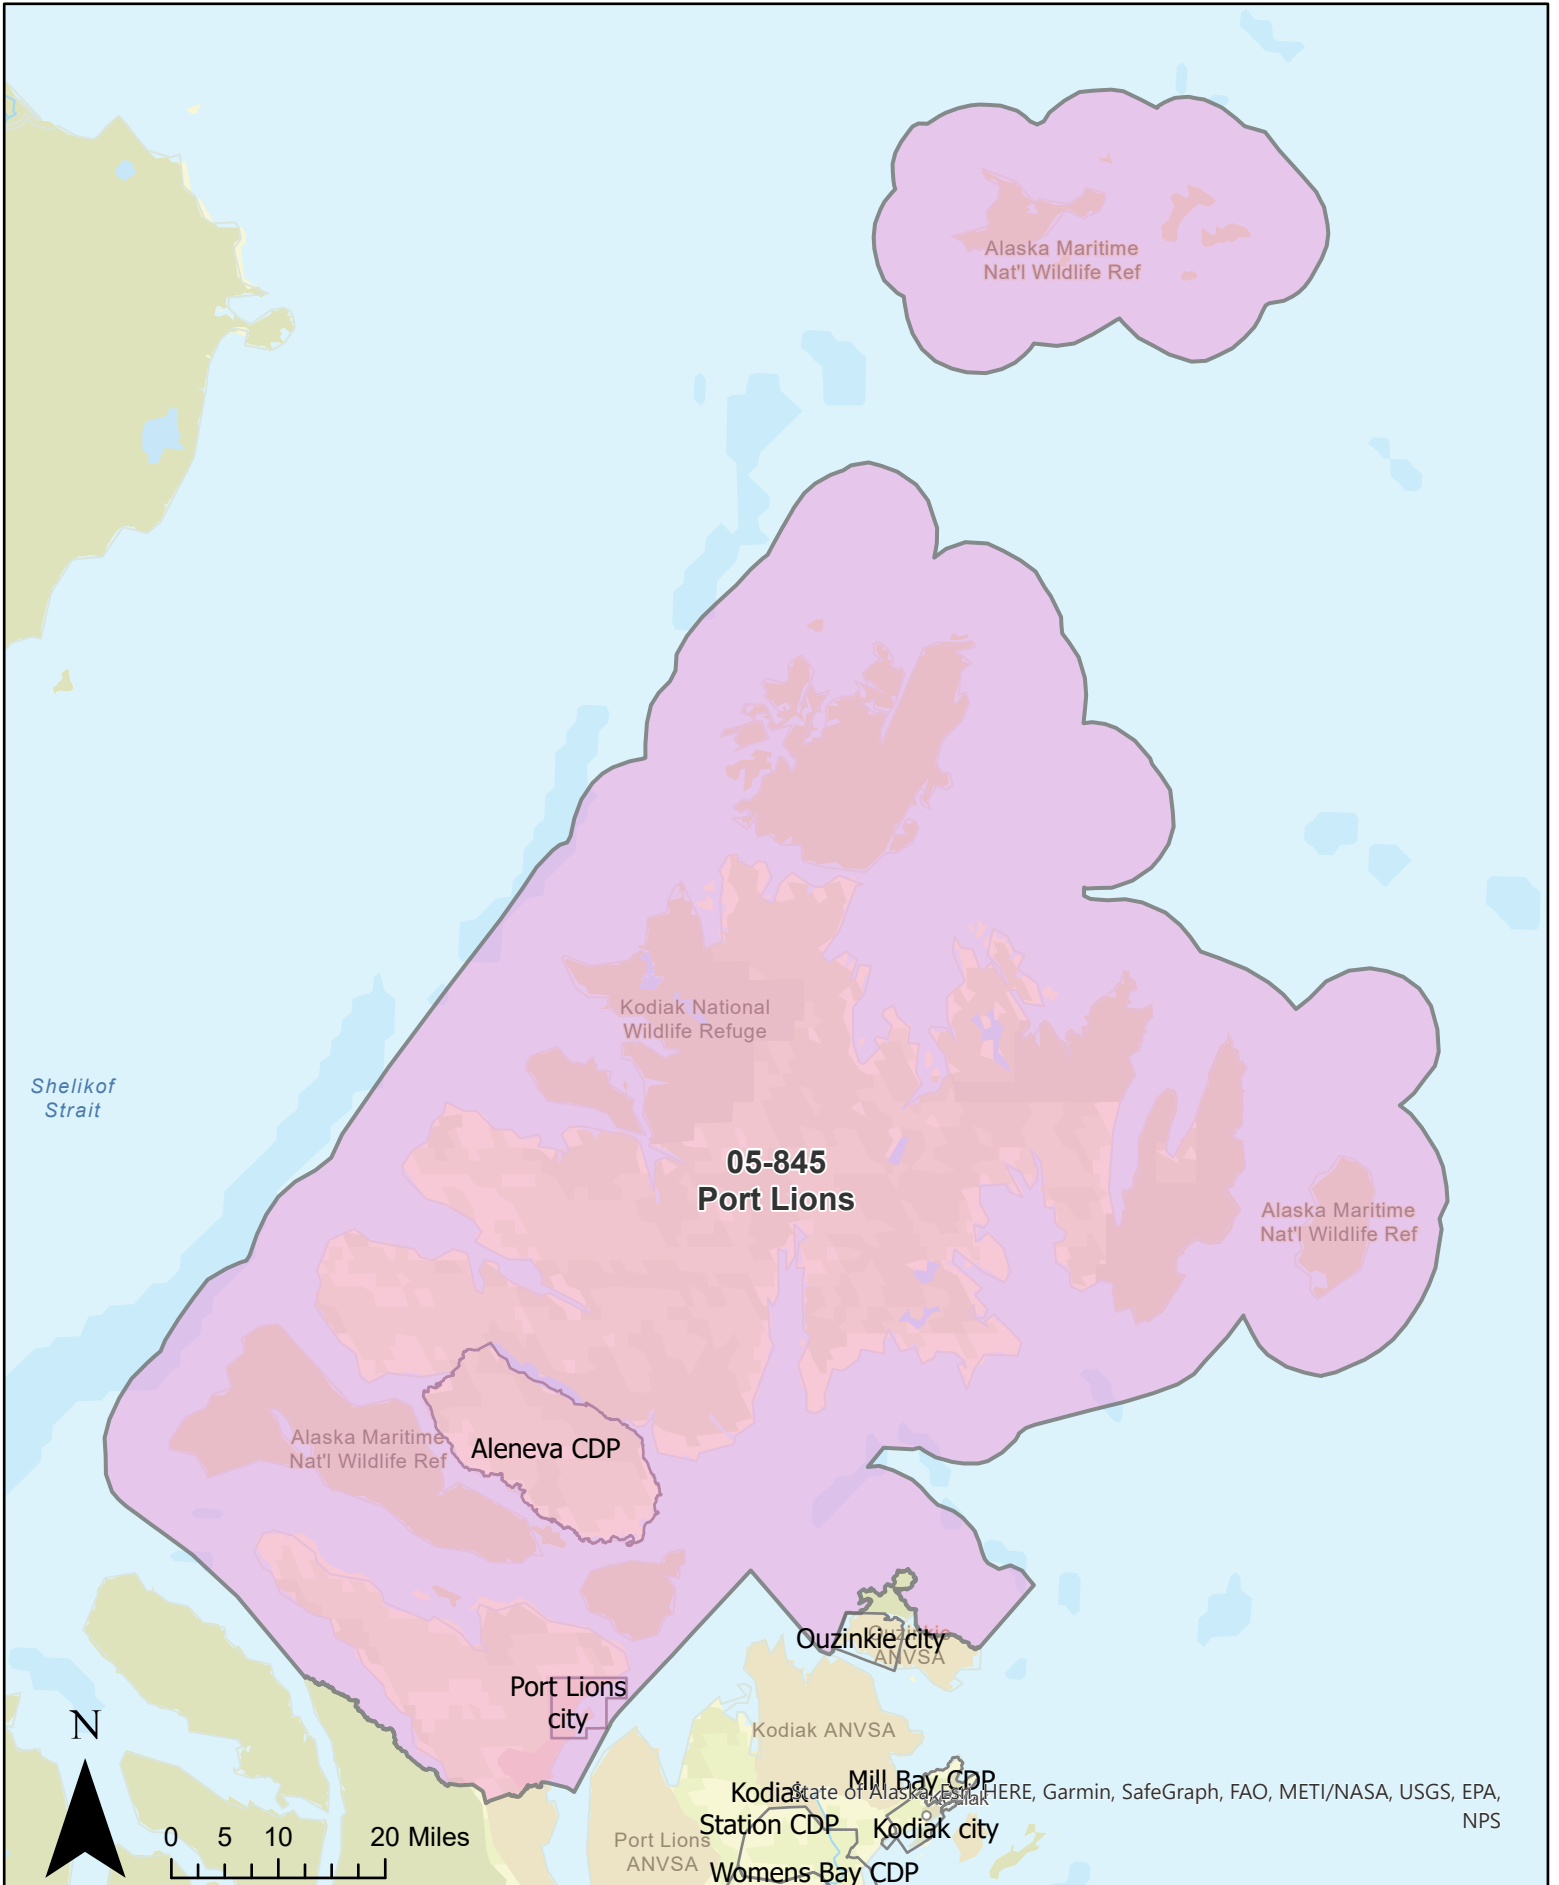 Alaska Maritime
Nat'l Wildlife Ref
Kodiak National
Wildlife Refuge
Shelikof
Strait
05-845
Port Lions
Alaska Maritime
Nat'l Wildlife Ref
Alaska Maritime
Nat'l Wildlife Ref
Aleneva CDP
Ouzinkie city
Ouzinkie
ANVSA
Port Lions
city
N
Kodiak ANVSA
Mill Bay CDP
Kodiak
State of Alaska, Esri, HERE, Garmin, SafeGraph, FAO, METI/NASA, USGS, EPA,
NPS
Kodiak
Station CDP
Kodiak city
0 5 10 20 Miles
Port Lions
ANVSA
Womens Bay CDP